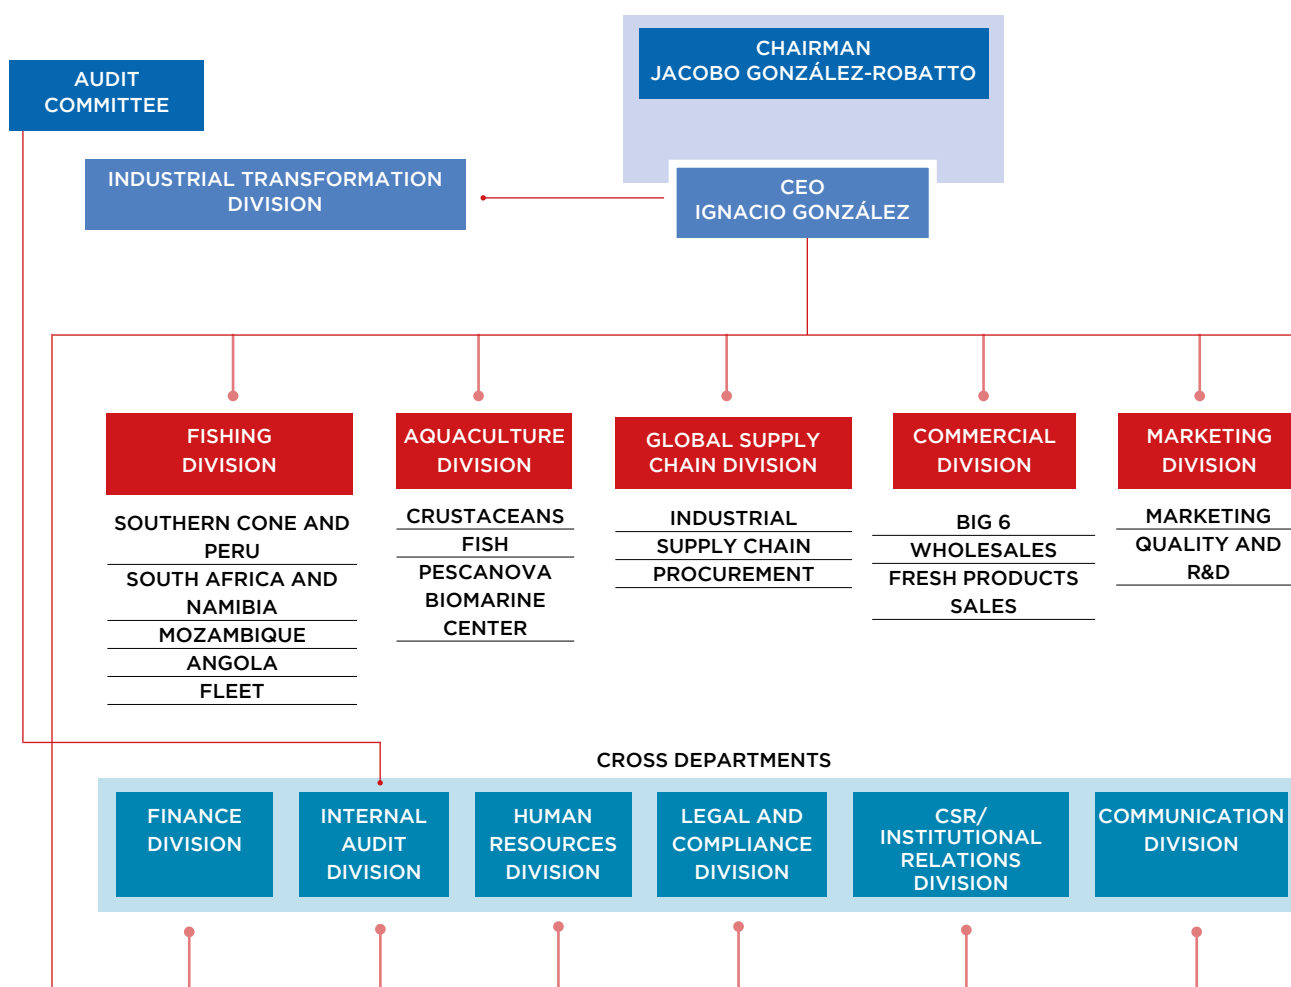 CHAIRMAN
JACOBO GONZÁLEZ-ROBATTO
AUDIT
COMMITTEE
INDUSTRIAL TRANSFORMATION
DIVISION
CEO
IGNACIO GONZÁLEZ
FISHING
DIVISION
SOUTHERN CONE AND
PERU
SOUTH AFRICA AND
NAMIBIA
MOZAMBIQUE
ANGOLA
FLEET
AQUACULTURE
DIVISION
CRUSTACEANS
FISH
PESCANOVA
BIOMARINE
CENTER
GLOBAL SUPPLY
CHAIN DIVISION
INDUSTRIAL
SUPPLY CHAIN
PROCUREMENT
COMMERCIAL
DIVISION
BIG 6
WHOLESALES
FRESH PRODUCTS
SALES
MARKETING
DIVISION
MARKETING
QUALITY AND
R&D
CROSS DEPARTMENTS
FINANCE
DIVISION
INTERNAL
AUDIT
DIVISION
HUMAN
RESOURCES
DIVISION
LEGAL AND
COMPLIANCE
DIVISION
CSR/
INSTITUTIONAL
RELATIONS
DIVISION
COMMUNICATION
DIVISION